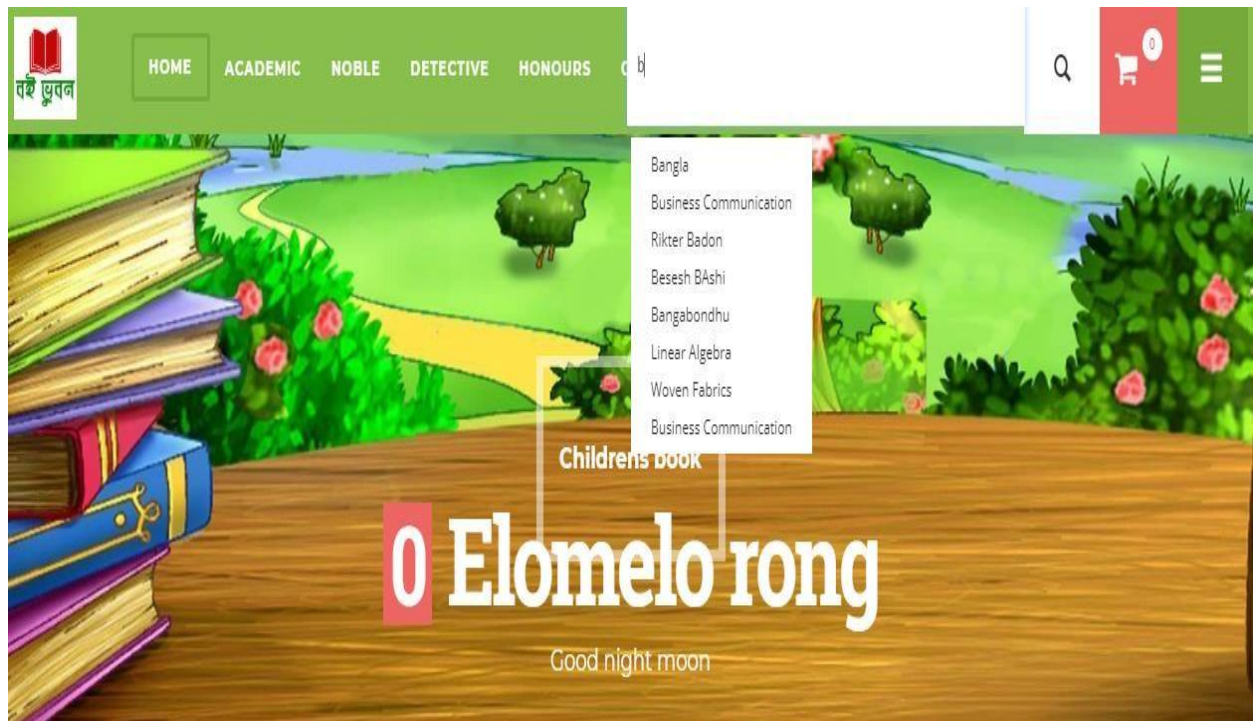 বই ভুবন
HOME ACADEMIC NOBLE DETECTIVE HONOURS
b
0
Bangla
Business Communication
Rikter Badon
Besesh BAshi
Bangabondhu
Linear Algebra
Woven Fabrics
Business Communication
Childrens book
0 Elomelo rong
Good night moon